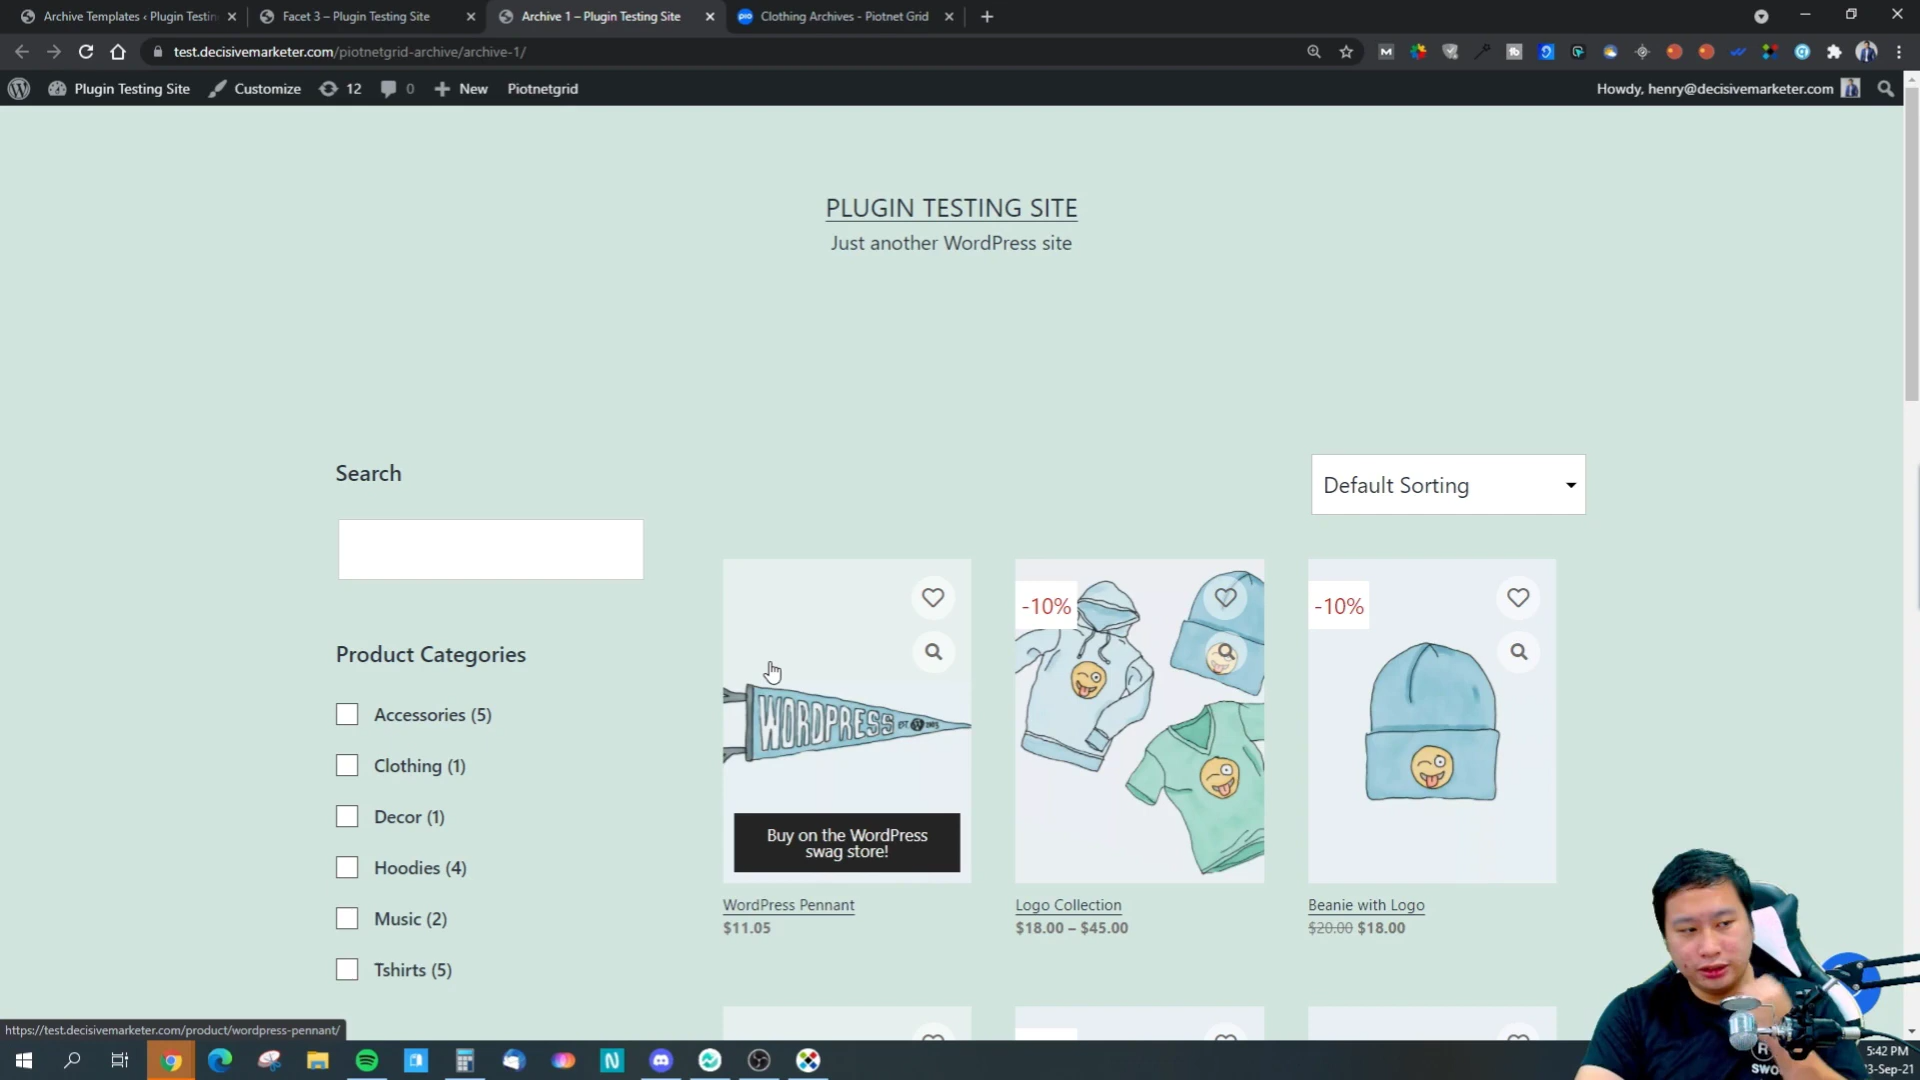 Archive Templates ‹ Plugin Testin
Facet 3 – Plugin Testing Site
Archive 1 – Plugin Testing Site
Clothing Archives - Piotnet Grid
test.decisivemarketer.com/piotnetgrid-archive/archive-1/
Plugin Testing Site
Customize
12
0
New
Piotnetgrid
Howdy, henry@decisivemarketer.com
PLUGIN TESTING SITE
Just another WordPress site
Search
Default Sorting
Product Categories
Accessories (5)
Clothing (1)
Decor (1)
Hoodies (4)
Music (2)
Tshirts (5)
WORDPRESS
Buy on the WordPress
swag store!
WordPress Pennant
$11.05
-10%
Logo Collection
$18.00 – $45.00
-10%
Beanie with Logo
$20.00 $18.00
https://test.decisivemarketer.com/product/wordpress-pennant/
5:42 PM
3-Sep-21